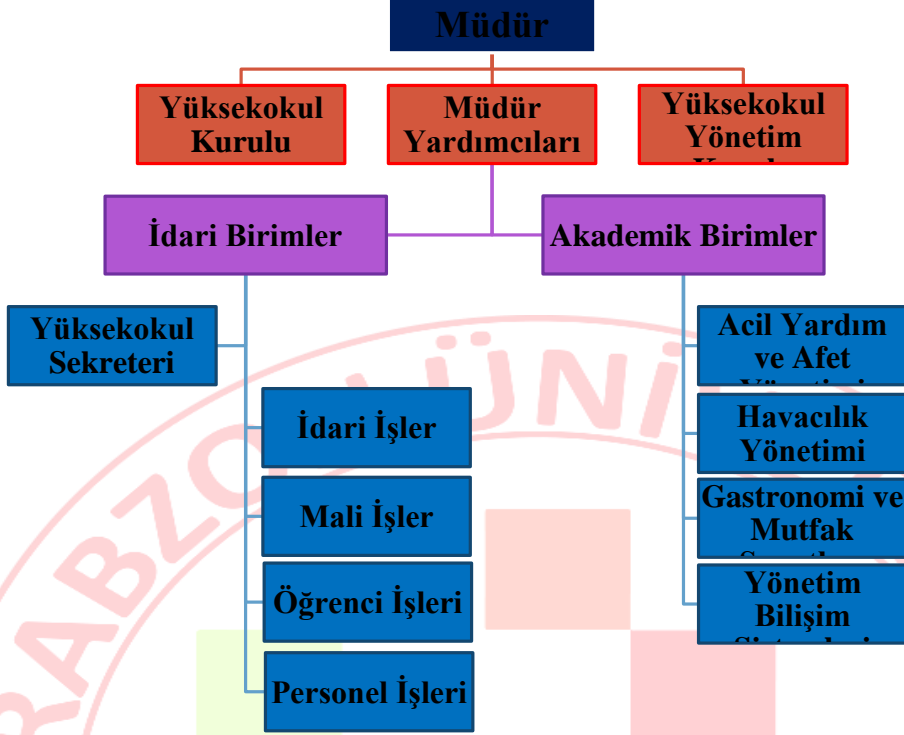 Müdür
Yüksekokul
Kurulu
Müdür
Yardımcıları
Yüksekokul
Yönetim
İdari Birimler
Akademik Birimler
Yüksekokul
Sekreteri
İdari İşler
Mali İşler
Öğrenci İşleri
Personel İşleri
Acil Yardım
ve Afet
Havacılık
Yönetimi
Gastronomi ve
Mutfak
Yönetim
Bilişim